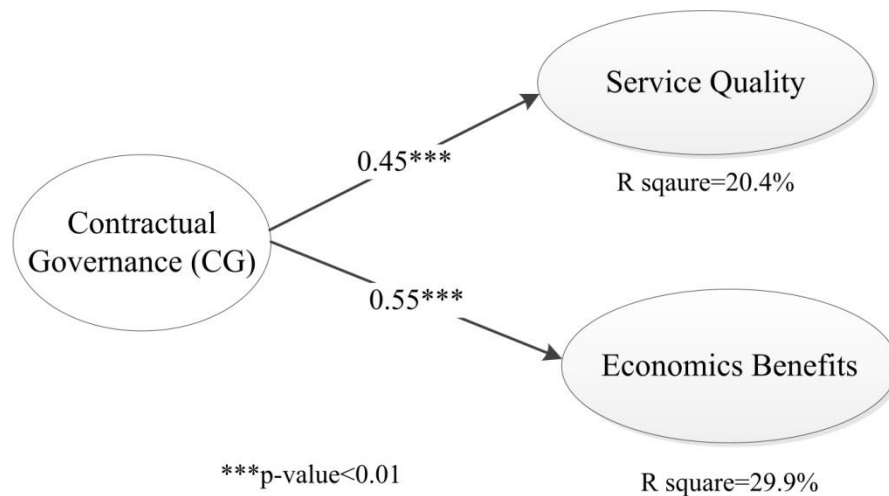 Service Quality
0.45***
R sqaure=20.4%
Contractual
Governance (CG)
0.55***
Economics Benefits
***p-value<0.01
R square=29.9%